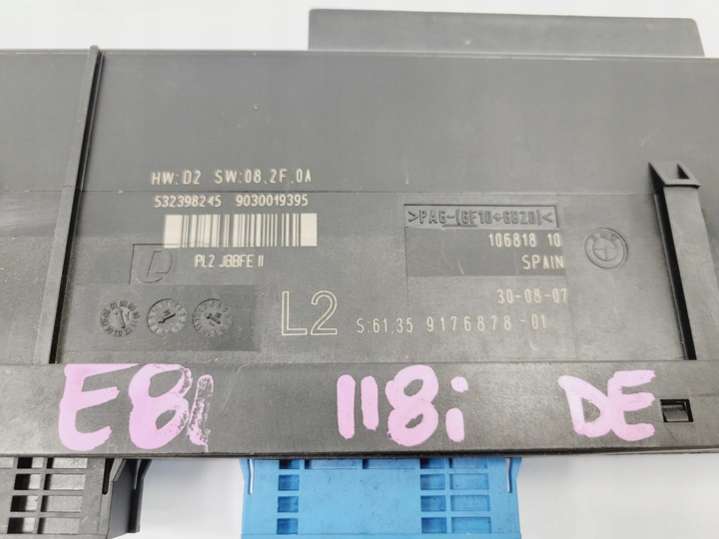 HW:D2 SW:08.2F.0A
532398245 9030019395
PL2 JBBFE II
>PA6-(GF10+GB20)<
106818 10
SPAIN
30-08-07
L2
S:61.35 9176878-01
E81 118i DE